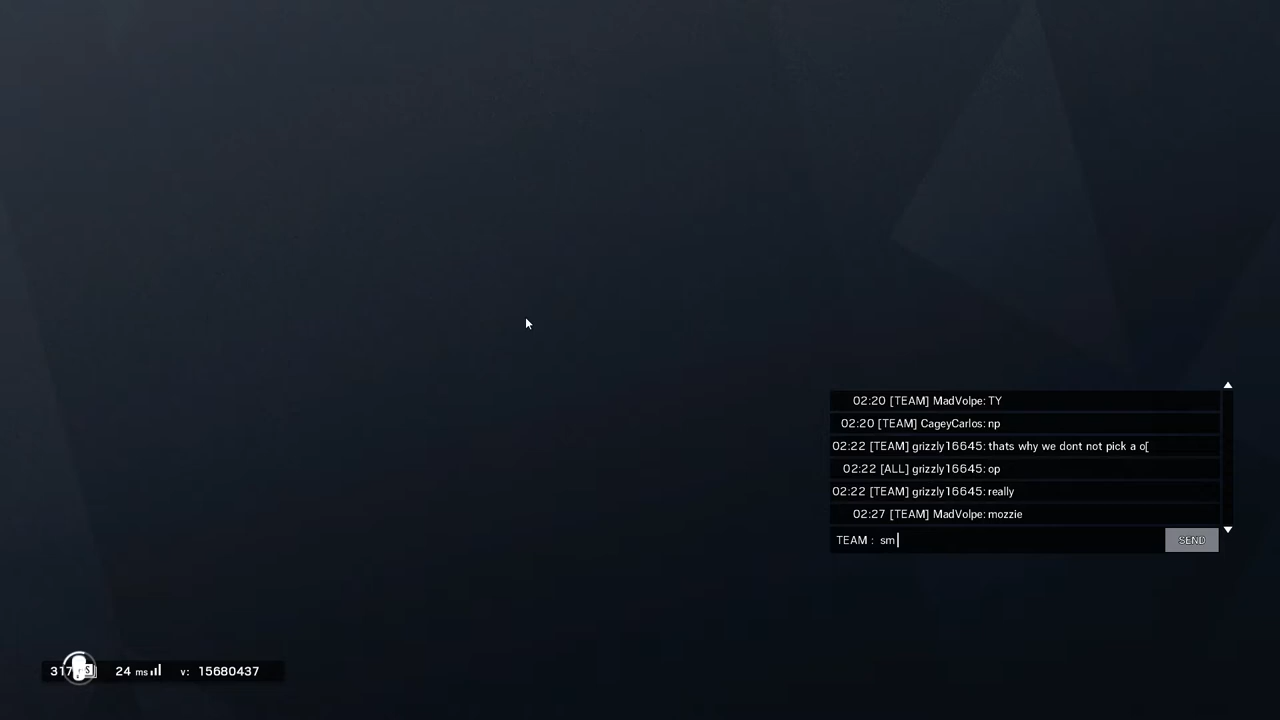 02:20 [TEAM] MadVolpe: TY
02:20 [TEAM] CageyCarlos: np
02:22 [TEAM] grizzly16645: thats why we dont not pick a o[
02:22 [ALL] grizzly16645: op
02:22 [TEAM] grizzly16645: really
02:27 [TEAM] MadVolpe: mozzie
TEAM : sm
SEND
317 24 ms v: 15680437